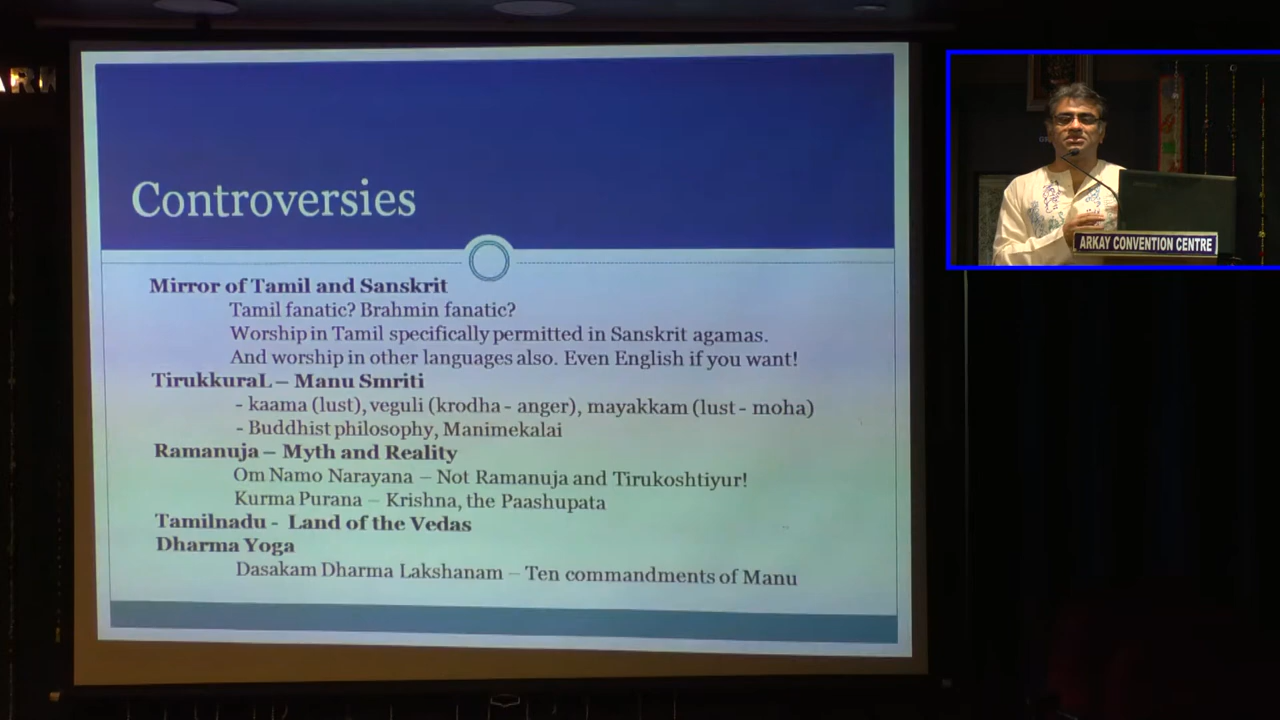 Controversies
Mirror of Tamil and Sanskrit
Tamil fanatic? Brahmin fanatic?
Worship in Tamil specifically permitted in Sanskrit agamas.
And worship in other languages also. Even English if you want!
TirukkuraL – Manu Smriti
- kaama (lust), veguli (krodha - anger), mayakkam (lust - moha)
- Buddhist philosophy, Manimekalai
Ramanuja – Myth and Reality
Om Namo Narayana – Not Ramanuja and Tirukoshtiyur!
Kurma Purana – Krishna, the Paashupata
Tamilnadu - Land of the Vedas
Dharma Yoga
Dasakam Dharma Lakshanam – Ten commandments of Manu
ARKAY CONVENTION CENTRE